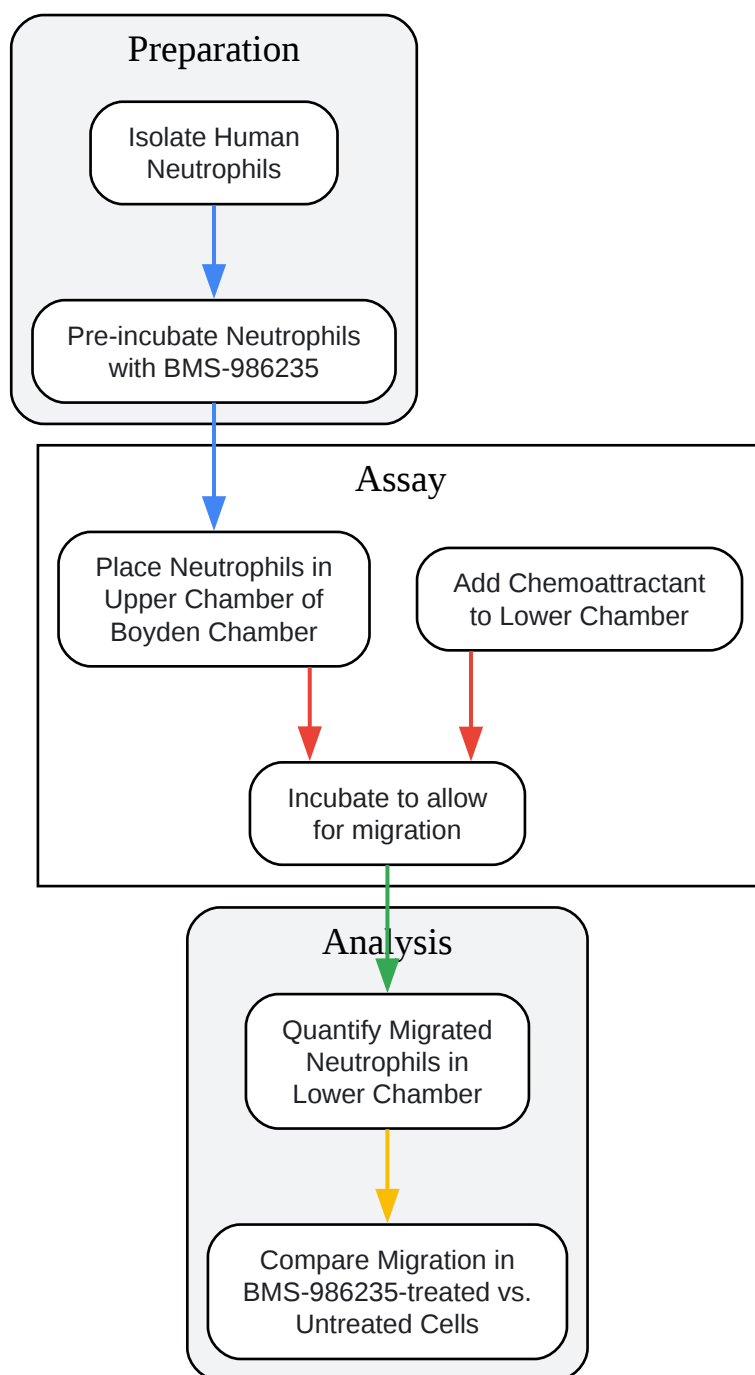 Preparation
Isolate Human
Neutrophils
Pre-incubate Neutrophils
with BMS-986235
Assay
Place Neutrophils in
Upper Chamber of
Boyden Chamber
Add Chemoattractant
to Lower Chamber
Incubate to allow
for migration
Analysis
Quantify Migrated
Neutrophils in
Lower Chamber
Compare Migration in
BMS-986235-treated vs.
Untreated Cells